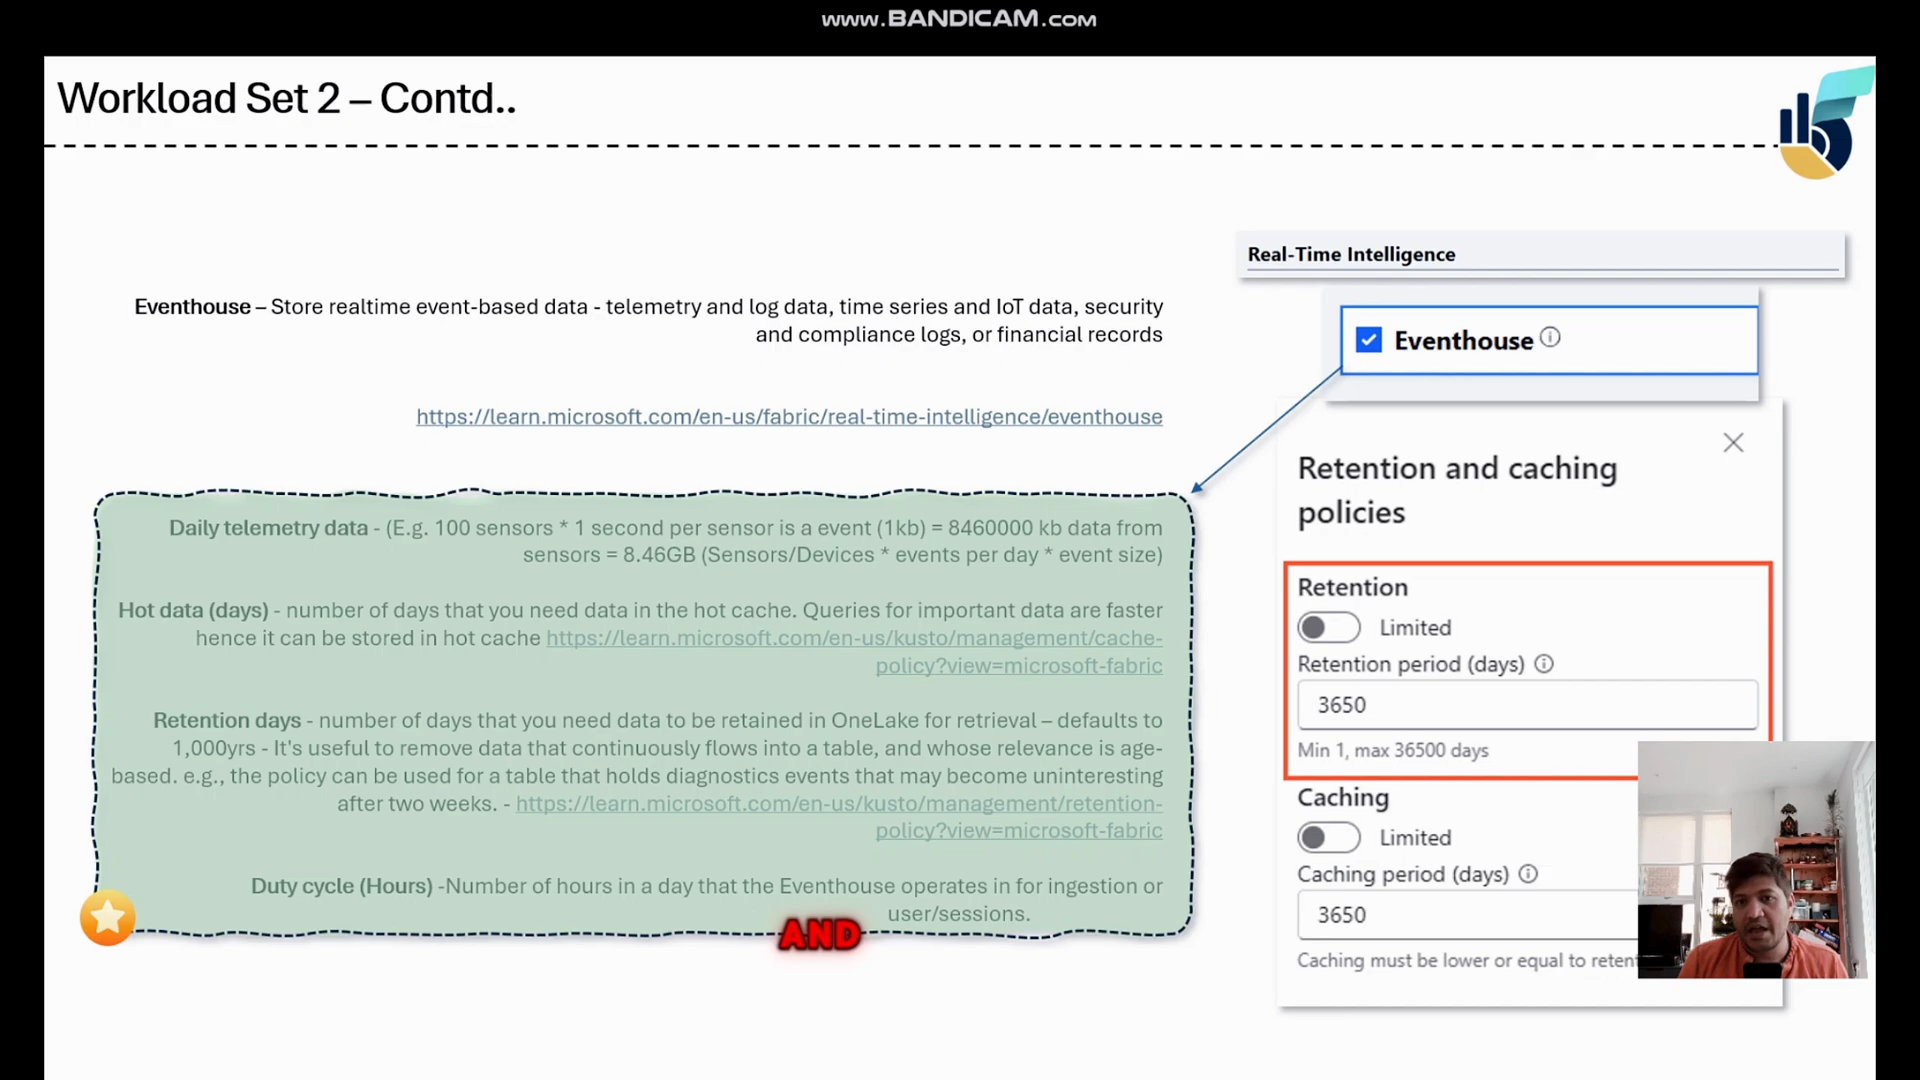 www.BANDICAM.com
Workload Set 2 – Contd..
Real-Time Intelligence
Eventhouse – Store realtime event-based data - telemetry and log data, time series and IoT data, security
and compliance logs, or financial records
Eventhouse
https://learn.microsoft.com/en-us/fabric/real-time-intelligence/eventhouse
Retention and caching
policies
Daily telemetry data - (E.g. 100 sensors * 1 second per sensor is a event (1kb) = 8460000 kb data from
sensors = 8.46GB (Sensors/Devices * events per day * event size)
Hot data (days) - number of days that you need data in the hot cache. Queries for important data are faster
hence it can be stored in hot cache https://learn.microsoft.com/en-us/kusto/management/cache-
policy?view=microsoft-fabric
Retention days - number of days that you need data to be retained in OneLake for retrieval – defaults to
1,000yrs - It's useful to remove data that continuously flows into a table, and whose relevance is age-
based. e.g., the policy can be used for a table that holds diagnostics events that may become uninteresting
after two weeks. - https://learn.microsoft.com/en-us/kusto/management/retention-
policy?view=microsoft-fabric
Duty cycle (Hours) -Number of hours in a day that the Eventhouse operates in for ingestion or
user/sessions.
AND
Retention
Limited
Retention period (days)
3650
Min 1, max 36500 days
Caching
Limited
Caching period (days)
3650
Caching must be lower or equal to